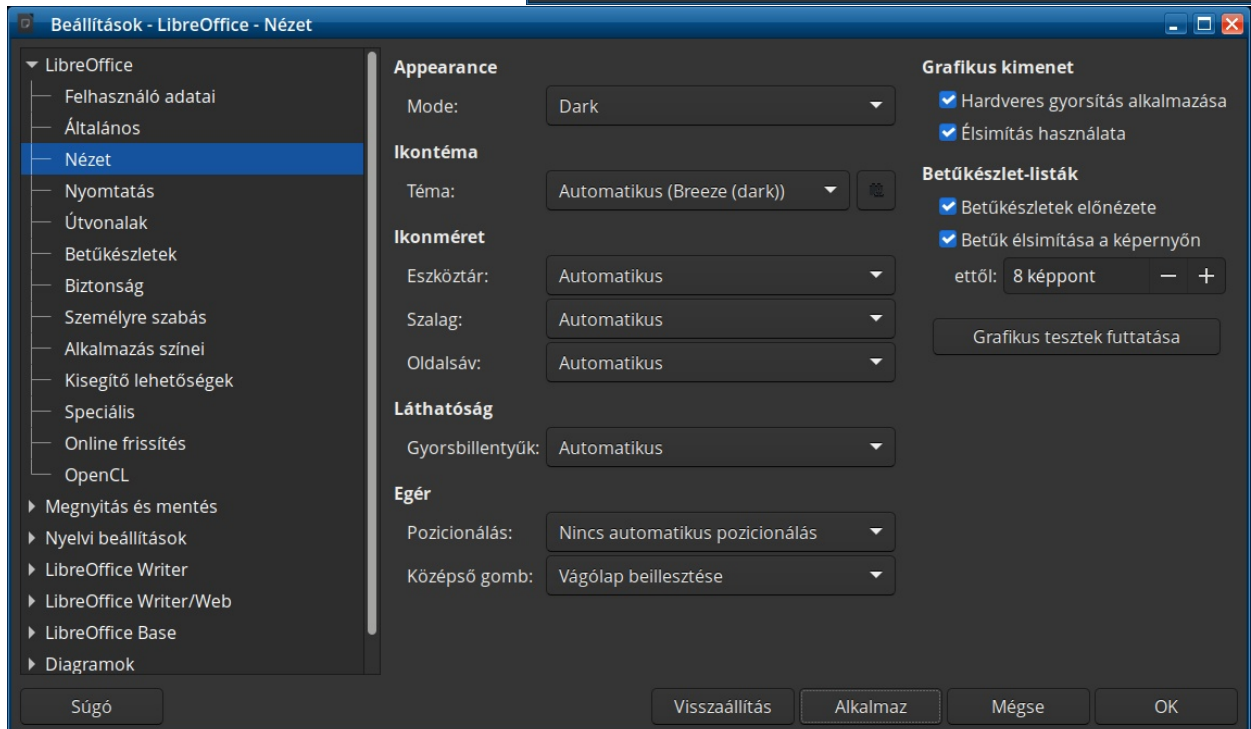 Beállítások - LibreOffice - Nézet
LibreOffice
Felhasználó adatai
Általános
Nézet
Nyomtatás
Útvonalak
Betűkészletek
Biztonság
Személyre szabás
Alkalmazás színei
Kisegítő lehetőségek
Speciális
Online frissítés
OpenCL
Megnyitás és mentés
Nyelvi beállítások
LibreOffice Writer
LibreOffice Writer/Web
LibreOffice Base
Diagramok
Appearance
Mode: Dark
Ikontéma
Téma: Automatikus (Breeze (dark))
Ikonméret
Eszköztár: Automatikus
Szalag: Automatikus
Oldalsáv: Automatikus
Láthatóság
Gyorsbillentyűk: Automatikus
Egér
Pozicionálás: Nincs automatikus pozicionálás
Középső gomb: Vágólap beillesztése
Grafikus kimenet
Hardveres gyorsítás alkalmazása
Élsimítás használata
Betűkészlet-listák
Betűkészletek előnézete
Betűk élsimítása a képernyőn
ettől: 8 képpont
Grafikus tesztek futtatása
Súgó
Visszaállítás
Alkalmaz
Mégse
OK